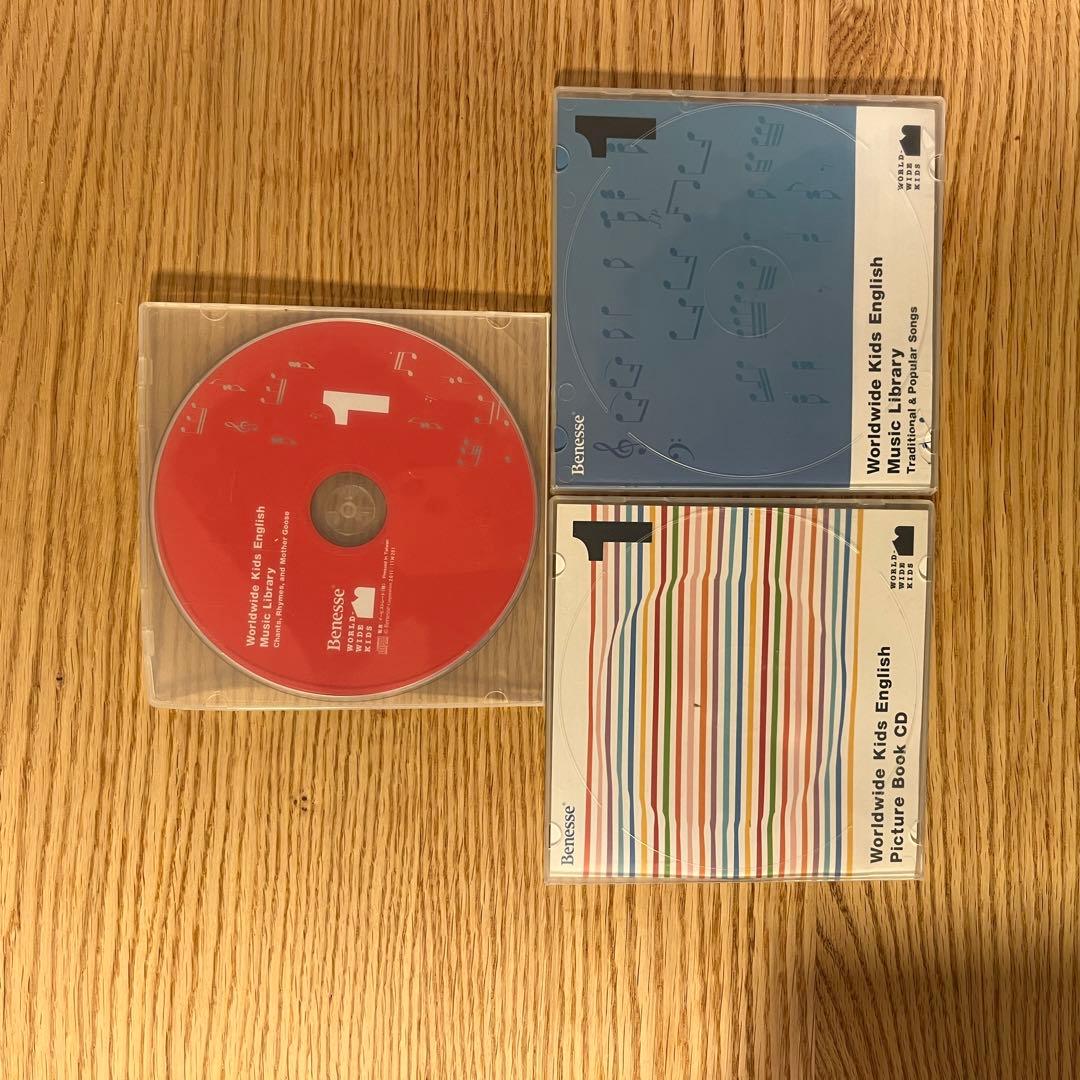 Worldwide Kids English
Music Library
Chants, Rhymes, and Mother Goose
1
Benesse®
WORLD-
WIDE
KIDS
Benesse®
1
Worldwide Kids English
Music Library
Traditional & Popular Songs
WORLD-
WIDE
KIDS
Benesse®
1
Worldwide Kids English
Picture Book CD
WORLD-
WIDE
KIDS